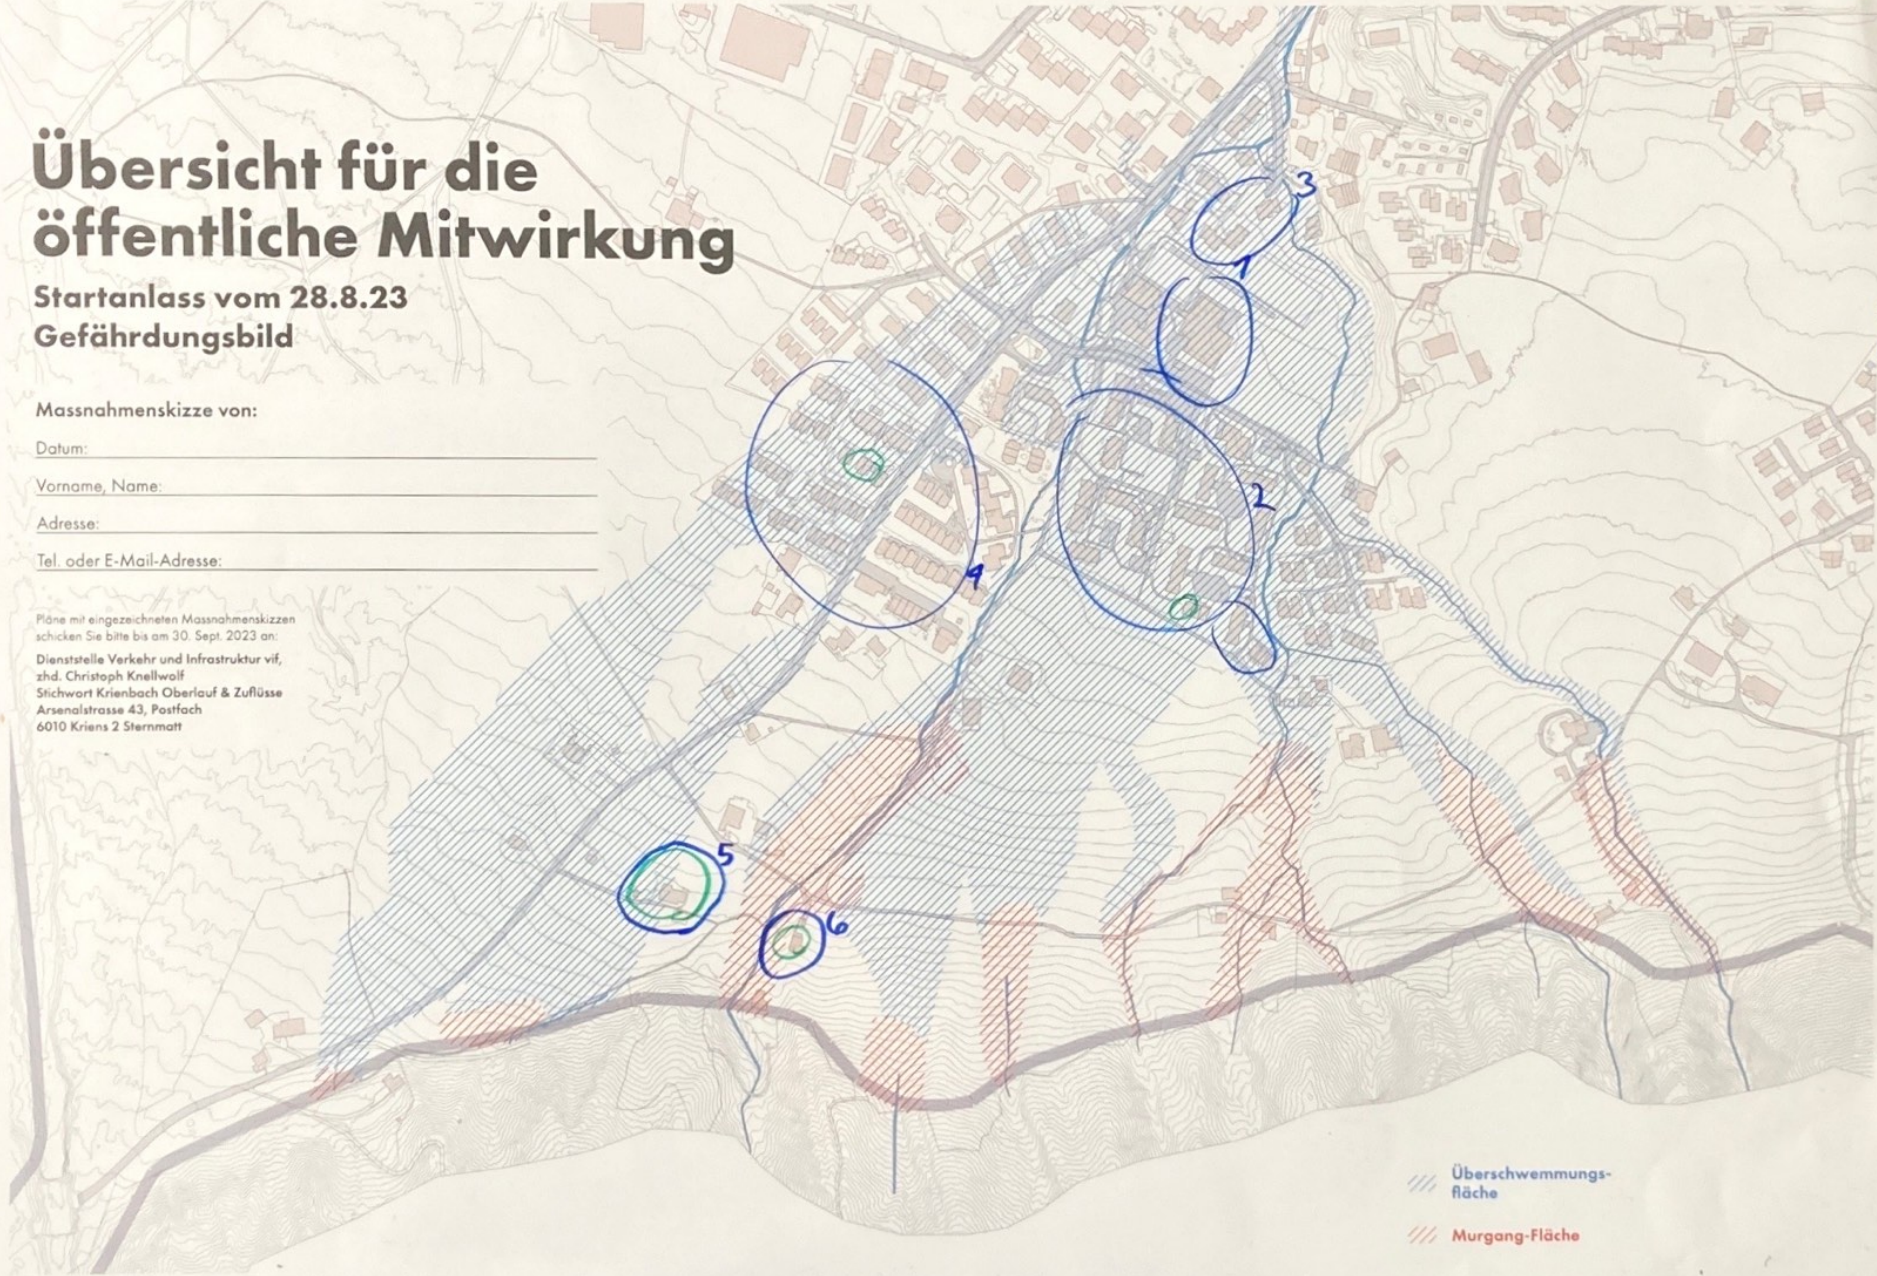 Übersicht für die
öffentliche Mitwirkung
Startanlass vom 28.8.23
Gefährdungsbild
Massnahmenskizze von:
Datum:
Vorname, Name:
Adresse:
Tel. oder E-Mail-Adresse:
Pläne mit eingezeichneten Massnahmenskizzen
schicken Sie bitte bis am 30. Sept. 2023 an:
Dienststelle Verkehr und Infrastruktur vif,
zhd. Christoph Knellwolf
Stichwort Krienbach Oberlauf & Zuflüsse
Arsenalstrasse 43, Postfach
6010 Kriens 2 Sternmatt
3
1
2
4
5
6
Überschwemmungs-
fläche
Murgang-Fläche